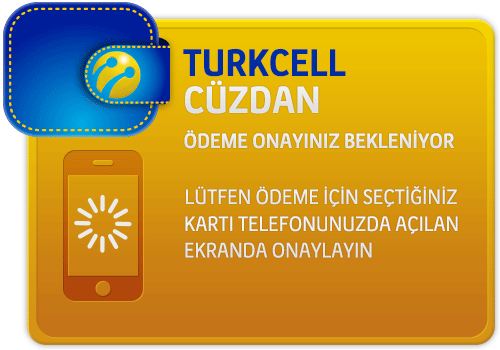 TURKCELL
CÜZDAN
ÖDEME ONAYINIZ BEKLENİYOR
LÜTFEN ÖDEME İÇİN SEÇTİĞİNİZ
KARTI TELEFONUNUZDA AÇILAN
EKRANDA ONAYLAYIN